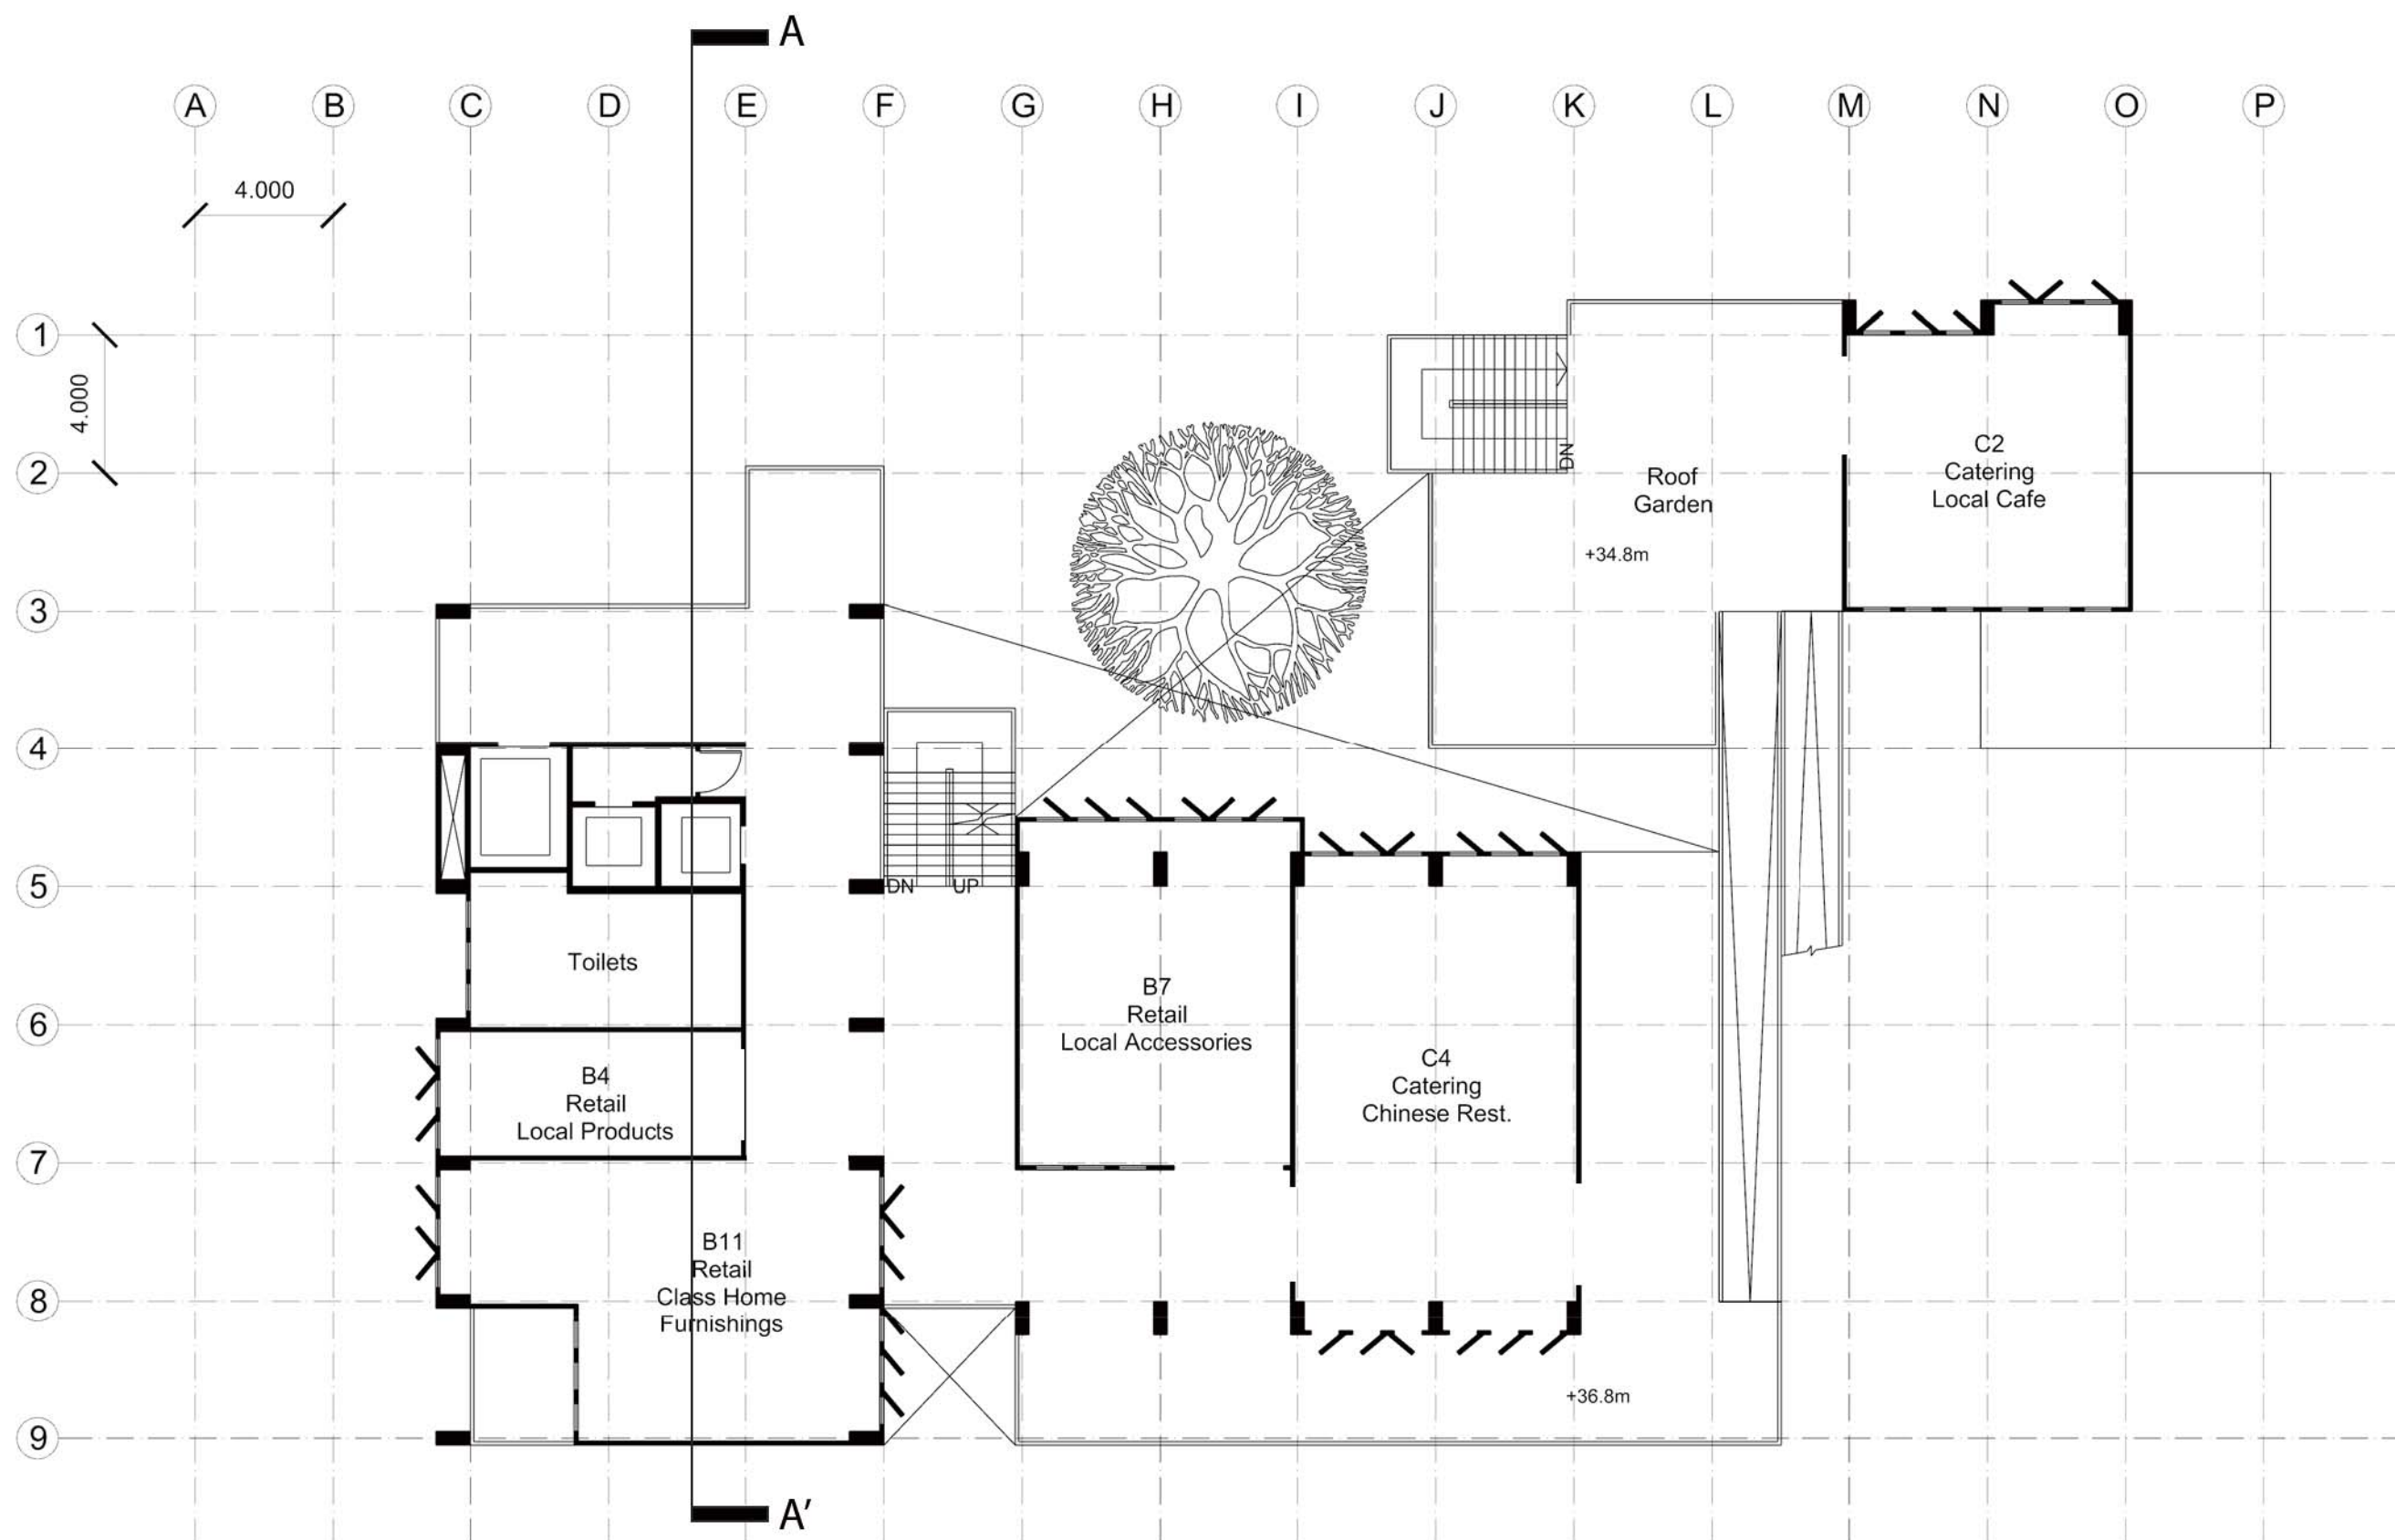 A
A B C D E F G H I J K L M N O P
4.000
1
4.000
2
DN
Roof
Garden
+34.8m
C2
Catering
Local Cafe
3
4
5
DN UP
Toilets
B7
Retail
Local Accessories
6
C4
Catering
Chinese Rest.
B4
Retail
Local Products
7
B11
Retail
Class Home
Furnishings
8
+36.8m
9
A'